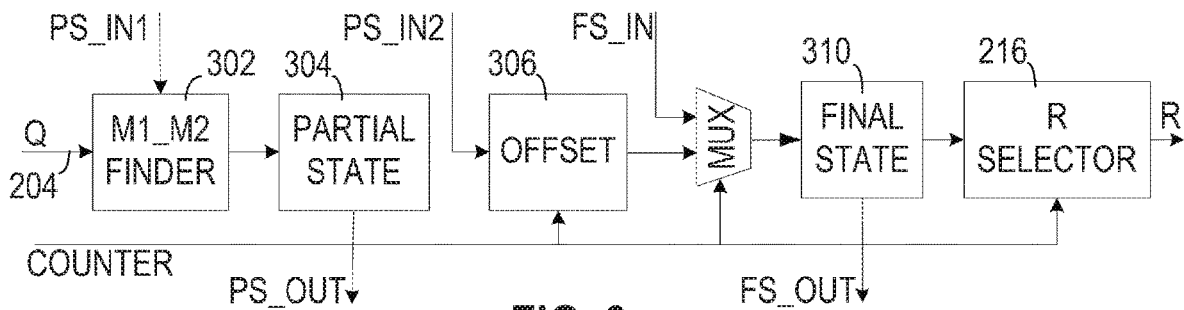 PS_IN1
PS_IN2
FS_IN
302
304
306
310
216
Q
204
M1_M2
FINDER
PARTIAL
STATE
OFFSET
MUX
FINAL
STATE
R
SELECTOR
R
COUNTER
PS_OUT
FS_OUT